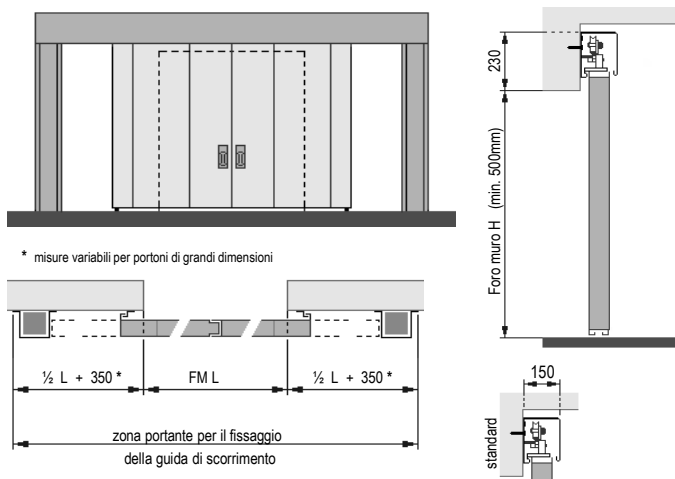 230
Foro muro H (min. 500mm)
* misure variabili per portoni di grandi dimensioni
½ L + 350 *
FM L
½ L + 350 *
zona portante per il fissaggio
della guida di scorrimento
150
standard